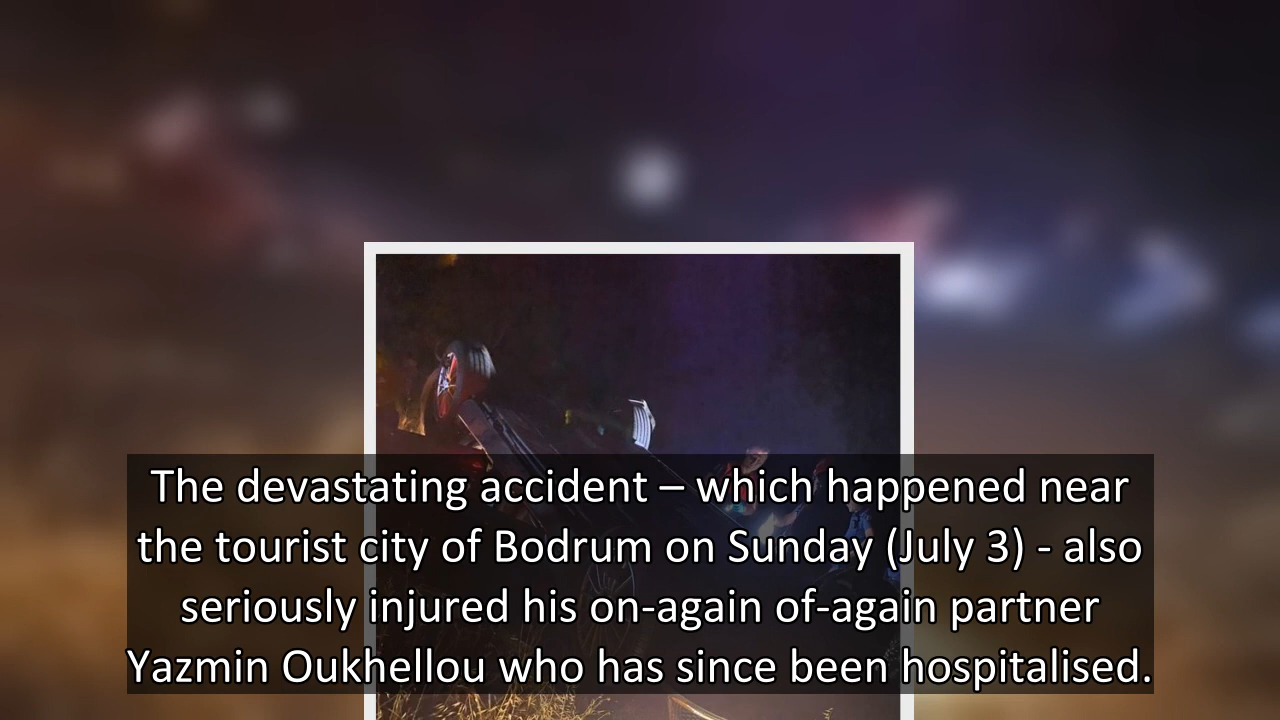 The devastating accident – which happened near
the tourist city of Bodrum on Sunday (July 3) - also
seriously injured his on-again of-again partner
Yazmin Oukhellou who has since been hospitalised.